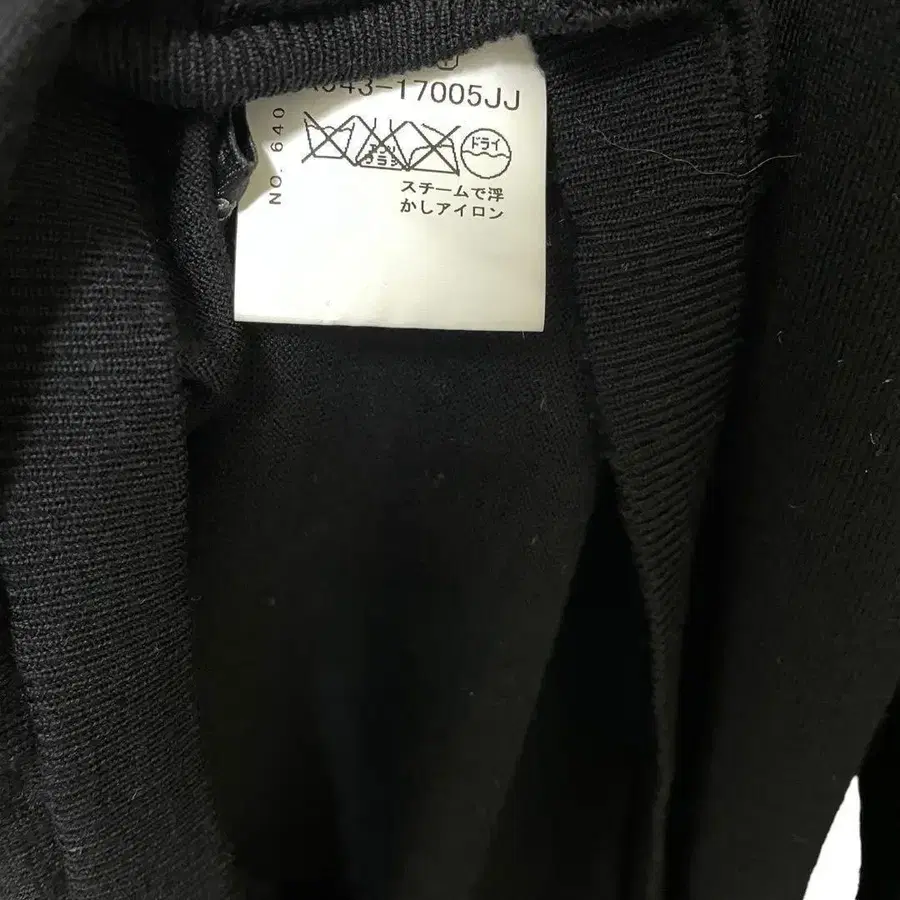 -17005JJ
NO. 640
ドライ
スチームで浮
かしアイロン